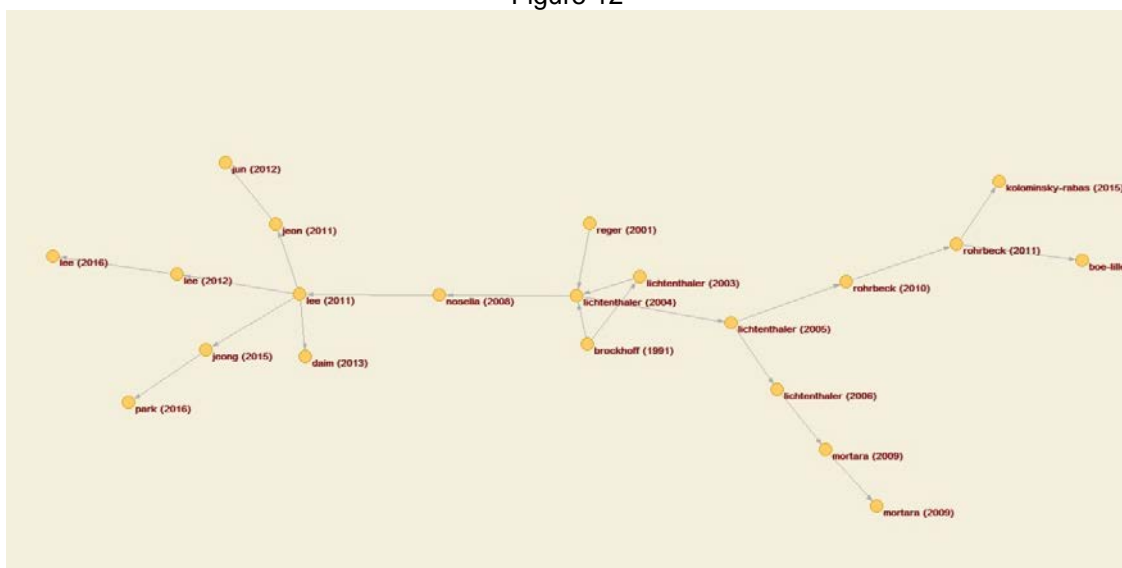 Figure 12
jun (2012)
kolominsky-rabas (2015)
jeon (2011)
reger (2001)
rohrbeck (2011)
lee (2016)
boe-lille
lee (2012)
lichtenthaler (2003)
rohrbeck (2010)
lee (2011)
nosella (2008)
lichtenthaler (2004)
lichtenthaler (2005)
jeong (2015)
daim (2013)
brockhoff (1991)
lichtenthaler (2006)
park (2016)
mortara (2009)
mortara (2009)